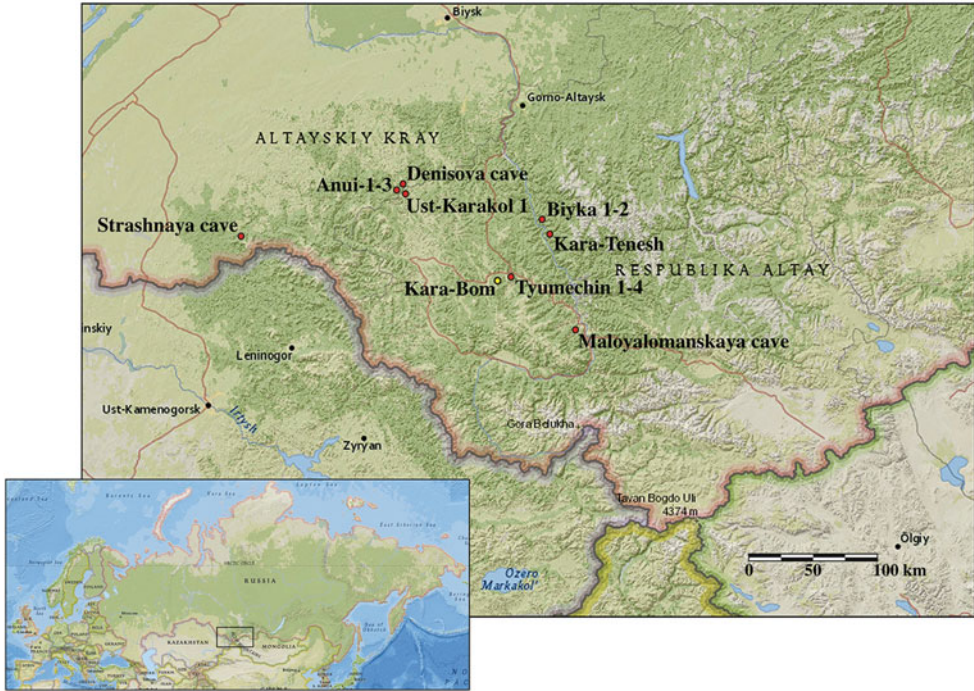 Biysk
Gorno-Altaysk
ALTAYSKIY KRAY
Denisova cave
Anui-1-3
Ust-Karakol 1
Strashnaya cave
Biyka 1-2
Kara-Tenesh
RESPUBLIKA ALTAY
Kara-Bom
Tyumechin 1-4
Maloyalomanskaya cave
inskiy
Leninogor
Ust-Kamenogorsk
Irtysh
Zyryan
Gora Belukha
Tavan Bogdo Uli
4374 m
Ölgiy
Ozero
Markakol'
0 50 100 km
RUSSIA
KAZAKHSTAN
MONGOLIA